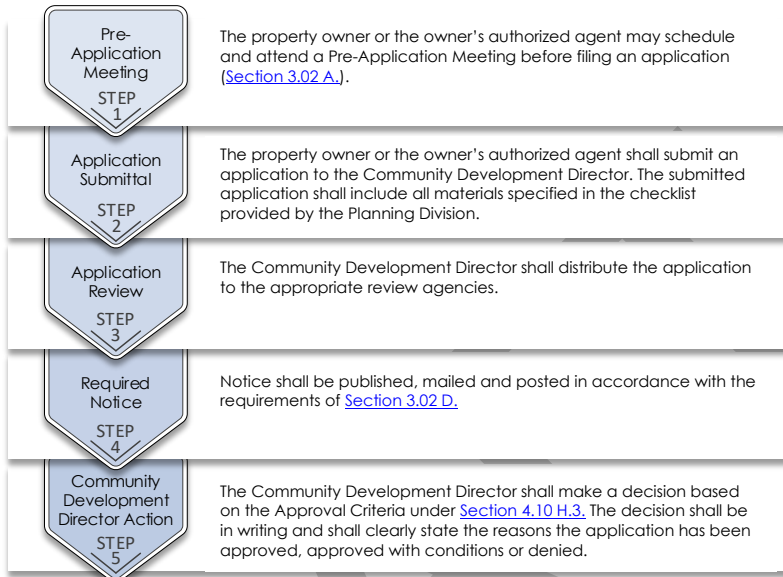 Pre-
Application
Meeting
STEP
1
The property owner or the owner's authorized agent may schedule
and attend a Pre-Application Meeting before filing an application
(Section 3.02 A.).
Application
Submittal
STEP
2
The property owner or the owner's authorized agent shall submit an
application to the Community Development Director. The submitted
application shall include all materials specified in the checklist
provided by the Planning Division.
Application
Review
STEP
3
The Community Development Director shall distribute the application
to the appropriate review agencies.
Required
Notice
STEP
4
Notice shall be published, mailed and posted in accordance with the
requirements of Section 3.02 D.
Community
Development
Director Action
STEP
5
The Community Development Director shall make a decision based
on the Approval Criteria under Section 4.10 H.3. The decision shall be
in writing and shall clearly state the reasons the application has been
approved, approved with conditions or denied.